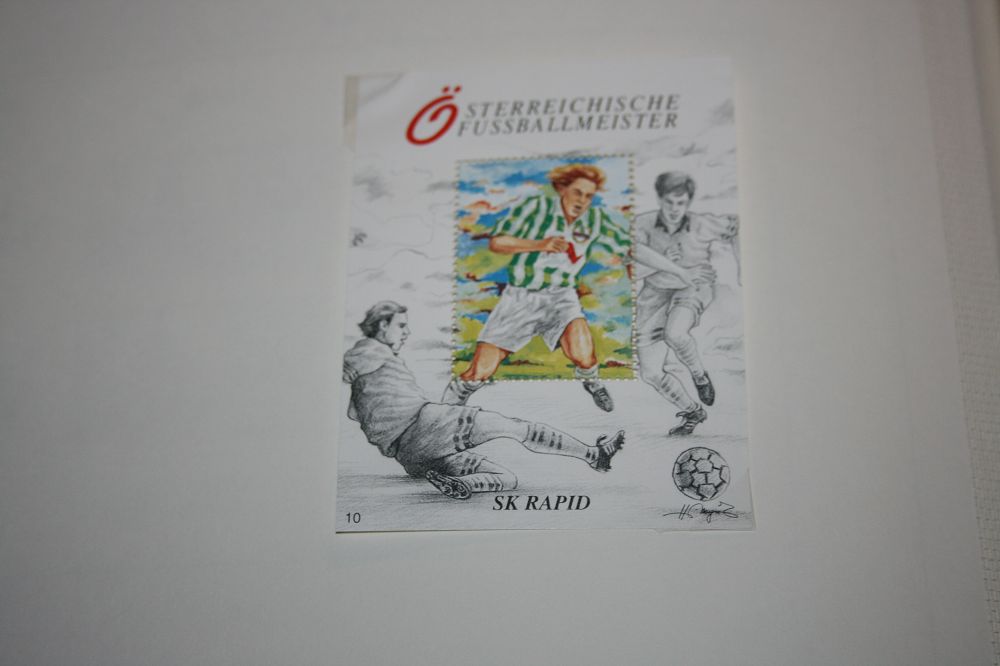 ÖSTERREICHISCHE
FUSSBALLMEISTER
SK RAPID
10